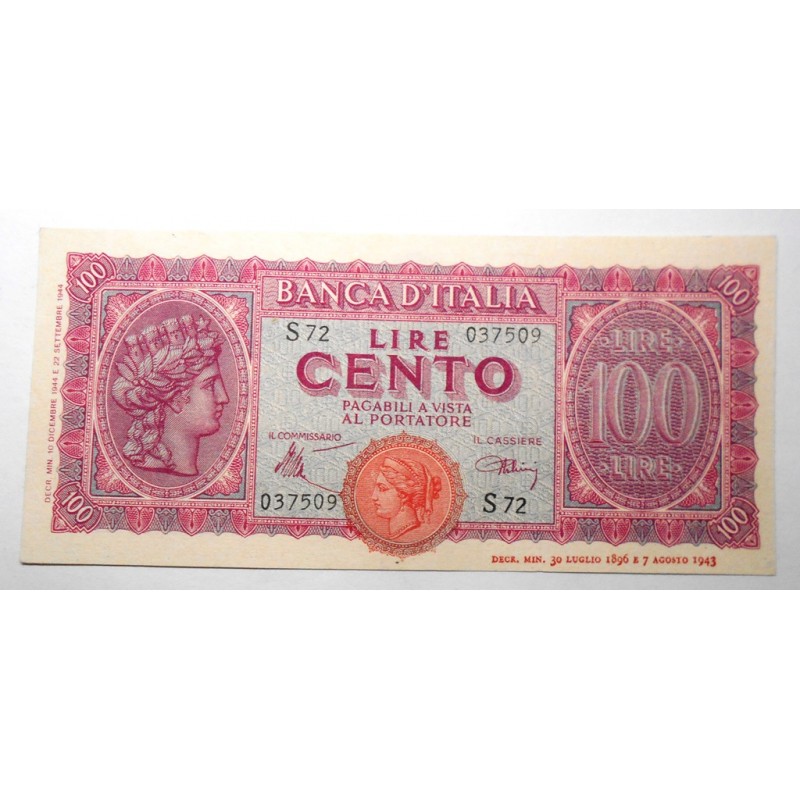 100
100
BANCA D'ITALIA
S 72
LIRE
037509
CENTO
PAGABILI A VISTA
AL PORTATORE
IL COMMISSARIO
IL CASSIERE
037509
S 72
LIRE
100
LIRE
100
100
DECR. MIN. 10 DICEMBRE 1944 E 22 SETTEMBRE 1944
DECR. MIN. 30 LUGLIO 1896 E 7 AGOSTO 1943